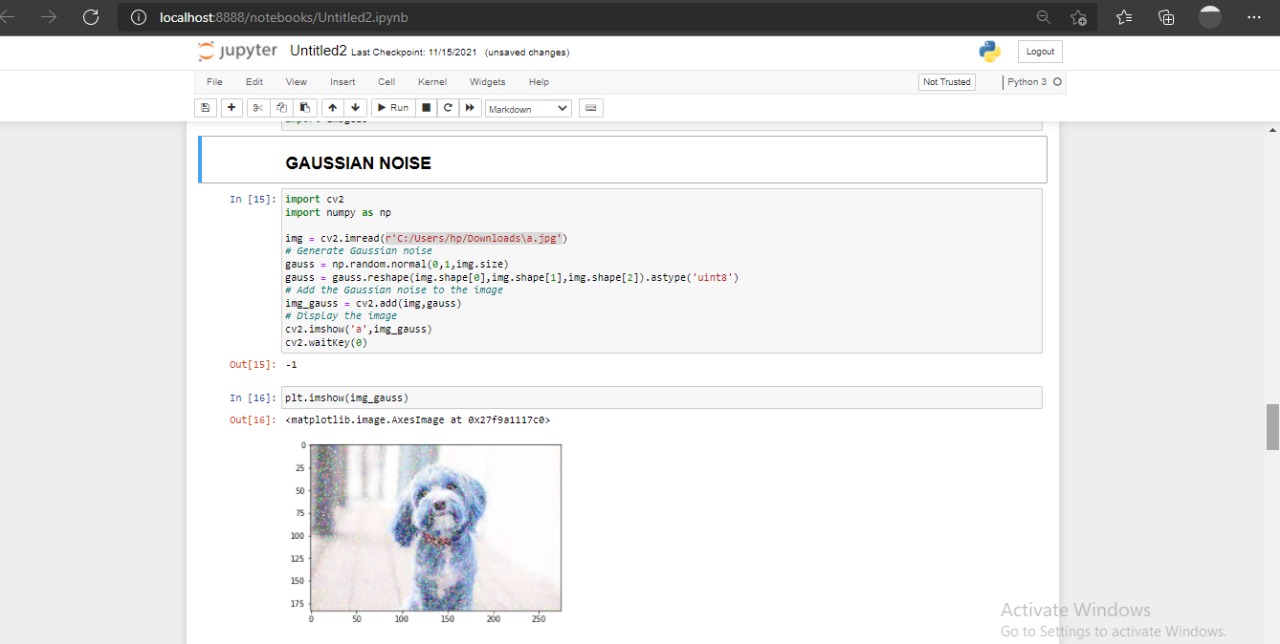 localhost:8888/notebooks/Untitled2.ipynb
jupyter Untitled2 Last Checkpoint: 11/15/2021 (unsaved changes)
Logout
File Edit View Insert Cell Kernel Widgets Help
Not Trusted
Python 3
Run
Markdown
GAUSSIAN NOISE
In [15]: import cv2
import numpy as np
img = cv2.imread(r'C:/Users/hp/Downloads\a.jpg')
# Generate Gaussian noise
gauss = np.random.normal(0,1,img.size)
gauss = gauss.reshape(img.shape[0],img.shape[1],img.shape[2]).astype('uint8')
# Add the Gaussian noise to the image
img_gauss = cv2.add(img,gauss)
# Display the image
cv2.imshow('a',img_gauss)
cv2.waitKey(0)
Out[15]: -1
In [16]: plt.imshow(img_gauss)
Out[16]: <matplotlib.image.AxesImage at 0x27f9a1117c0>
0
25
50
75
100
125
150
175
0 50 100 150 200 250
Activate Windows
Go to Settings to activate Windows.